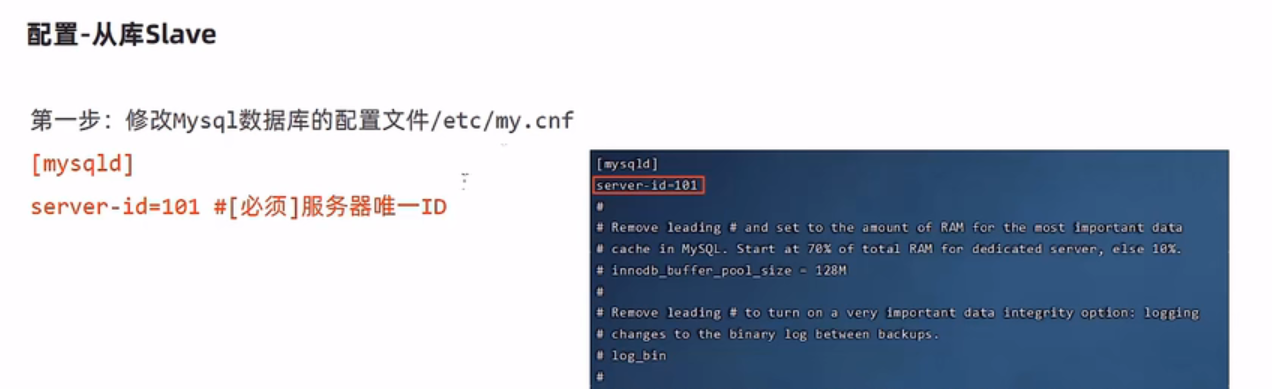 配置-从库Slave
第一步：修改Mysql数据库的配置文件/etc/my.cnf
[mysqld]
server-id=101 #[必须]服务器唯一ID
[mysqld]
server-id=101
#
# Remove leading # and set to the amount of RAM for the most important data
# cache in MySQL. Start at 70% of total RAM for dedicated server, else 10%.
# innodb_buffer_pool_size = 128M
#
# Remove leading # to turn on a very important data integrity option: logging
# changes to the binary log between backups.
# log_bin
#